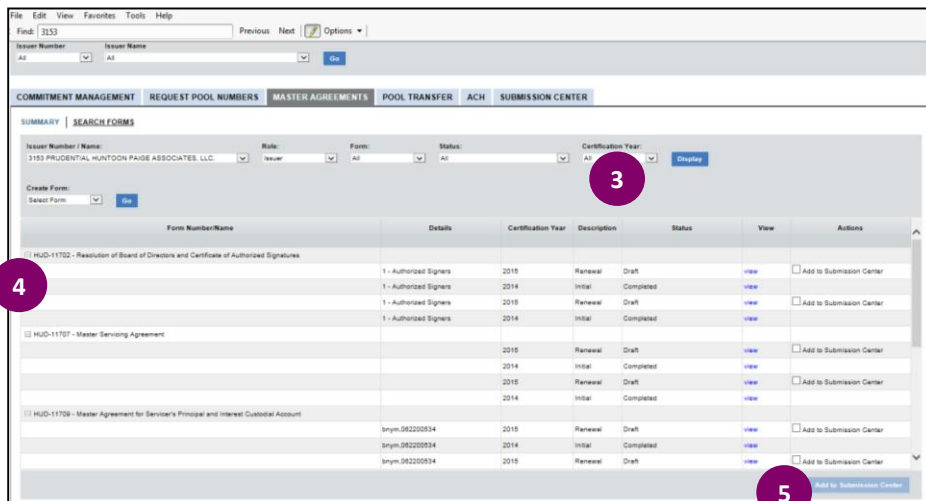 File Edit View Favorites Tools Help
Find: 3153 Previous Next Options
Issuer Number Issuer Name
All All Go
COMMITMENT MANAGEMENT REQUEST POOL NUMBERS MASTER AGREEMENTS POOL TRANSFER ACH SUBMISSION CENTER
SUMMARY | SEARCH FORMS
Issuer Number / Name: Role: Form: Status: Certification Year:
3153 PRUDENTIAL HUNTOON PAIGE ASSOCIATES, LLC. Issuer All All All Display
3
Create Form:
Select Form Go
Form Number/Name Details Certification Year Description Status View Actions
HUD-11702 - Resolution of Board of Directors and Certificate of Authorized Signatures
1 - Authorized Signers 2015 Renewal Draft view Add to Submission Center
4
1 - Authorized Signers 2014 Initial Completed view
1 - Authorized Signers 2015 Renewal Draft view Add to Submission Center
1 - Authorized Signers 2014 Initial Completed view
HUD-11707 - Master Servicing Agreement
2015 Renewal Draft view Add to Submission Center
2014 Initial Completed view
2015 Renewal Draft view Add to Submission Center
2014 Initial Completed view
HUD-11709 - Master Agreement for Servicer's Principal and Interest Custodial Account
bnym,062200534 2015 Renewal Draft view Add to Submission Center
bnym,062200534 2014 Initial Completed view
bnym,062200534 2015 Renewal Draft view Add to Submission Center
5 Add to Submission Center